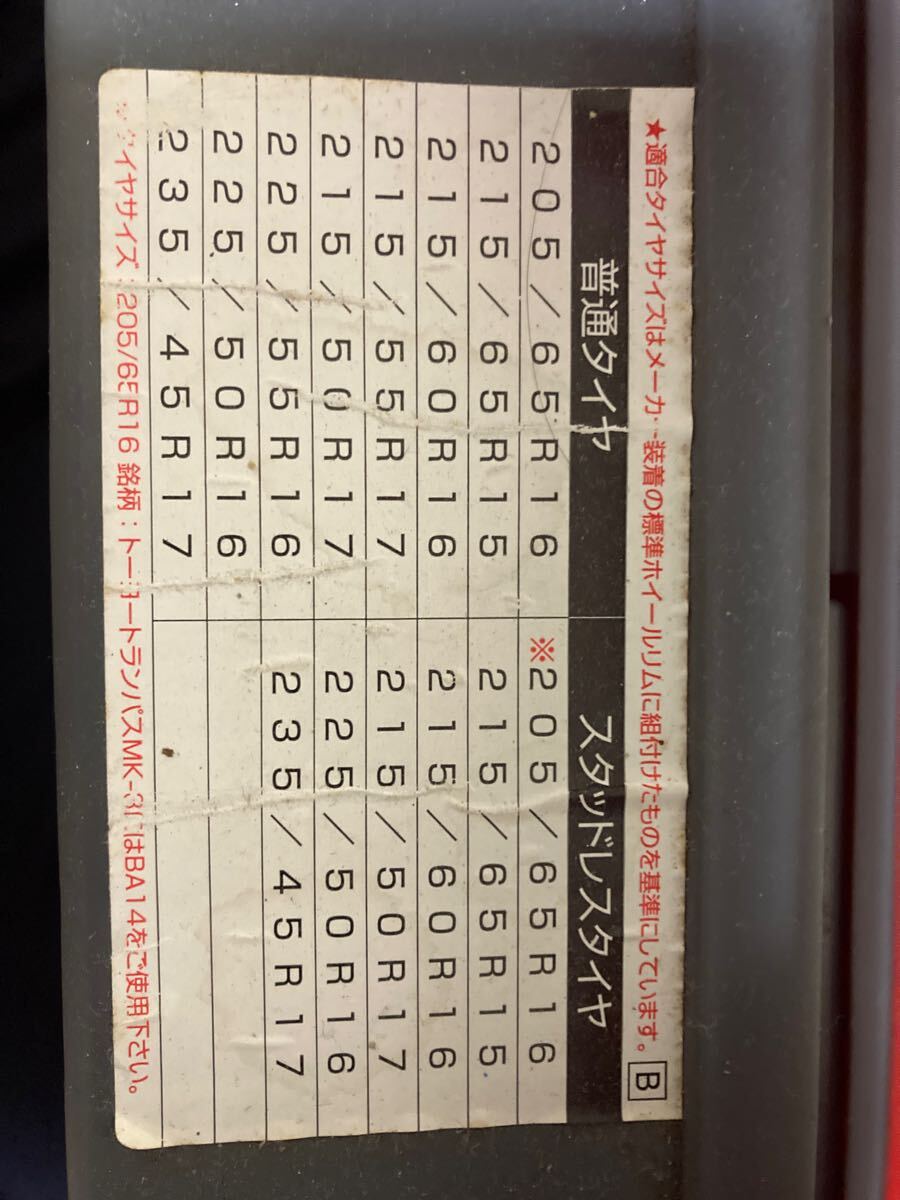 ★適合タイヤサイズはメーカー装着の標準ホイールリムに組付けたものを基準にしています。 B
普通タイヤ スタッドレスタイヤ
205/65R16 ※205/65R16
215/65R15 215/65R15
215/60R16 215/60R16
215/55R17 215/50R17
215/50R17 225/50R16
225/55R16 235/45R17
225/50R16
235/45R17
※タイヤサイズ：205/65R16 銘柄：トーヨートランパスMK-3 はBA14をご使用下さい。